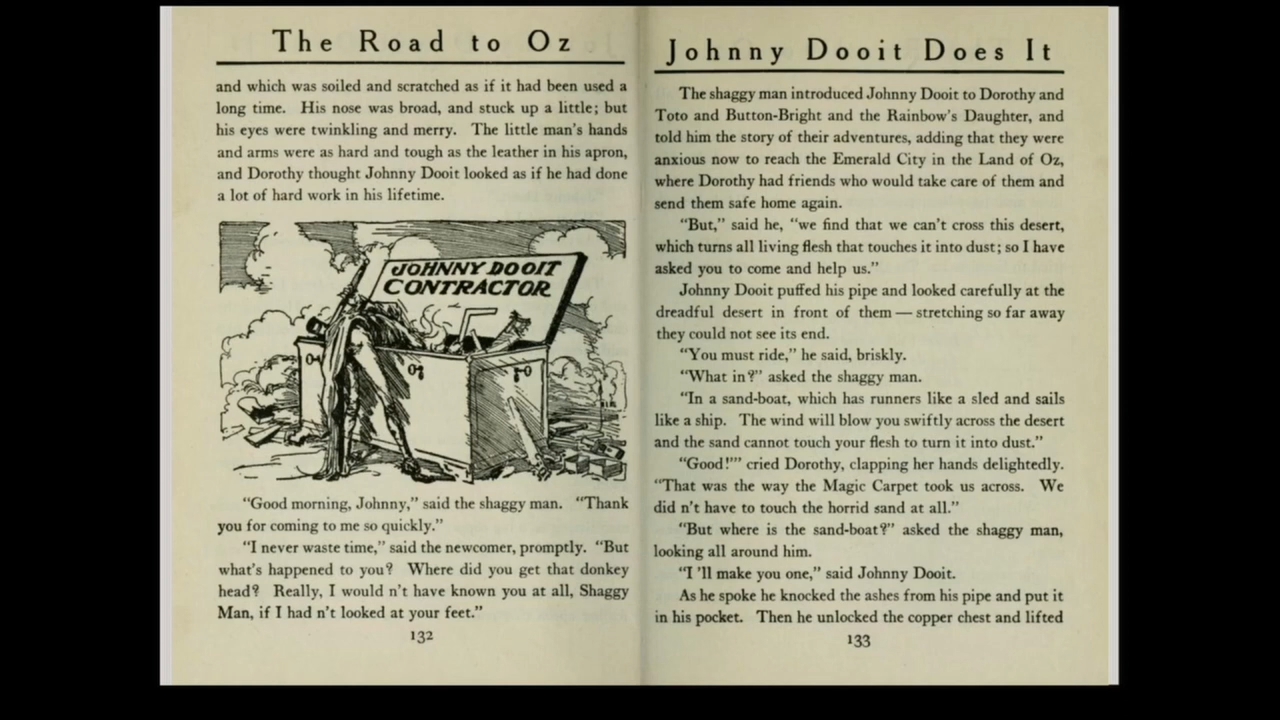 The Road to Oz
and which was soiled and scratched as if it had been used a
long time. His nose was broad, and stuck up a little; but
his eyes were twinkling and merry. The little man's hands
and arms were as hard and tough as the leather in his apron,
and Dorothy thought Johnny Dooit looked as if he had done
a lot of hard work in his lifetime.
JOHNNY DOOIT
CONTRACTOR
"Good morning, Johnny," said the shaggy man. "Thank
you for coming to me so quickly."
"I never waste time," said the newcomer, promptly. "But
what's happened to you? Where did you get that donkey
head? Really, I would n't have known you at all, Shaggy
Man, if I had n't looked at your feet."
132
Johnny Dooit Does It
The shaggy man introduced Johnny Dooit to Dorothy and
Toto and Button-Bright and the Rainbow's Daughter, and
told him the story of their adventures, adding that they were
anxious now to reach the Emerald City in the Land of Oz,
where Dorothy had friends who would take care of them and
send them safe home again.
"But," said he, "we find that we can't cross this desert,
which turns all living flesh that touches it into dust; so I have
asked you to come and help us."
Johnny Dooit puffed his pipe and looked carefully at the
dreadful desert in front of them — stretching so far away
they could not see its end.
"You must ride," he said, briskly.
"What in?" asked the shaggy man.
"In a sand-boat, which has runners like a sled and sails
like a ship. The wind will blow you swiftly across the desert
and the sand cannot touch your flesh to turn it into dust."
"Good!'" cried Dorothy, clapping her hands delightedly.
"That was the way the Magic Carpet took us across. We
did n't have to touch the horrid sand at all."
"But where is the sand-boat?" asked the shaggy man,
looking all around him.
"I 'll make you one," said Johnny Dooit.
As he spoke he knocked the ashes from his pipe and put it
in his pocket. Then he unlocked the copper chest and lifted
133